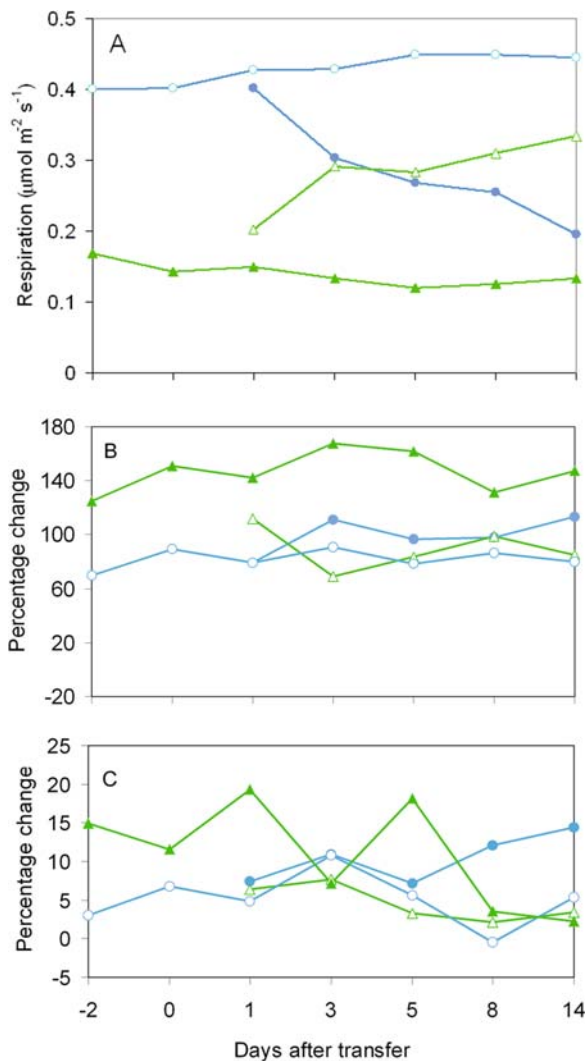 0.5
A
0.4
0.3
0.2
0.1
0
Respiration (μmol m⁻² s⁻¹)
180
B
140
100
60
20
-20
Percentage change
25
C
20
15
10
5
0
-5
Percentage change
-2 0 1 3 5 8 14
Days after transfer